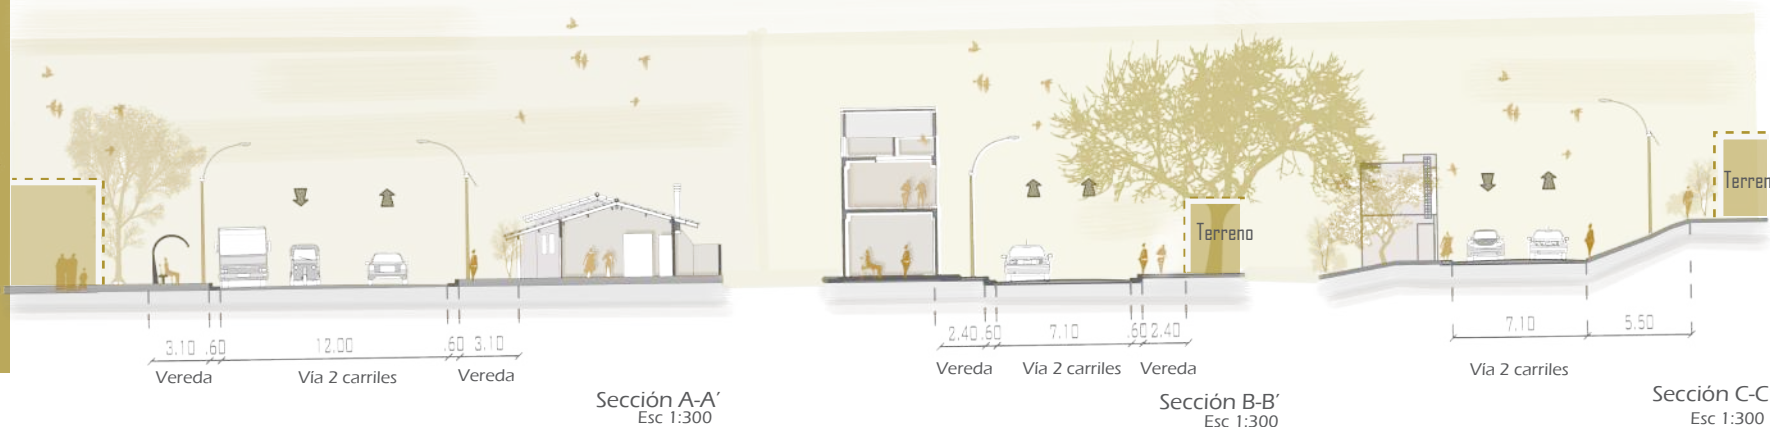 Terreno
Terren
3.10 .60 12.00 .60 3.10
Vereda Vía 2 carriles Vereda
Sección A-A'
Esc 1:300
2.40 .60 7.10 .60 2.40
Vereda Vía 2 carriles Vereda
Sección B-B'
Esc 1:300
7.10 5.50
Vía 2 carriles
Sección C-C
Esc 1:300